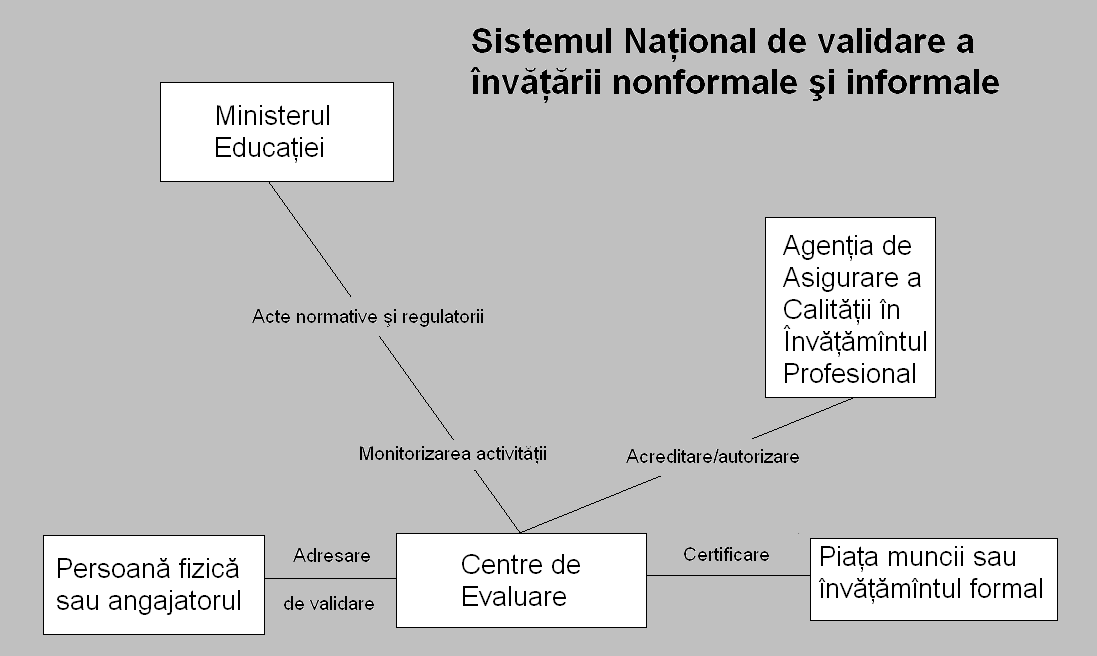 Sistemul Național de validare a
învățării nonformale şi informale
Ministerul
Educației
Agenția de
Asigurare a
Calității în
Învățămîntul
Profesional
Acte normative şi regulatorii
Monitorizarea activității
Acreditare/autorizare
Persoană fizică
sau angajatorul
Adresare
de validare
Centre de
Evaluare
Certificare
Piața muncii sau
învățămîntul formal